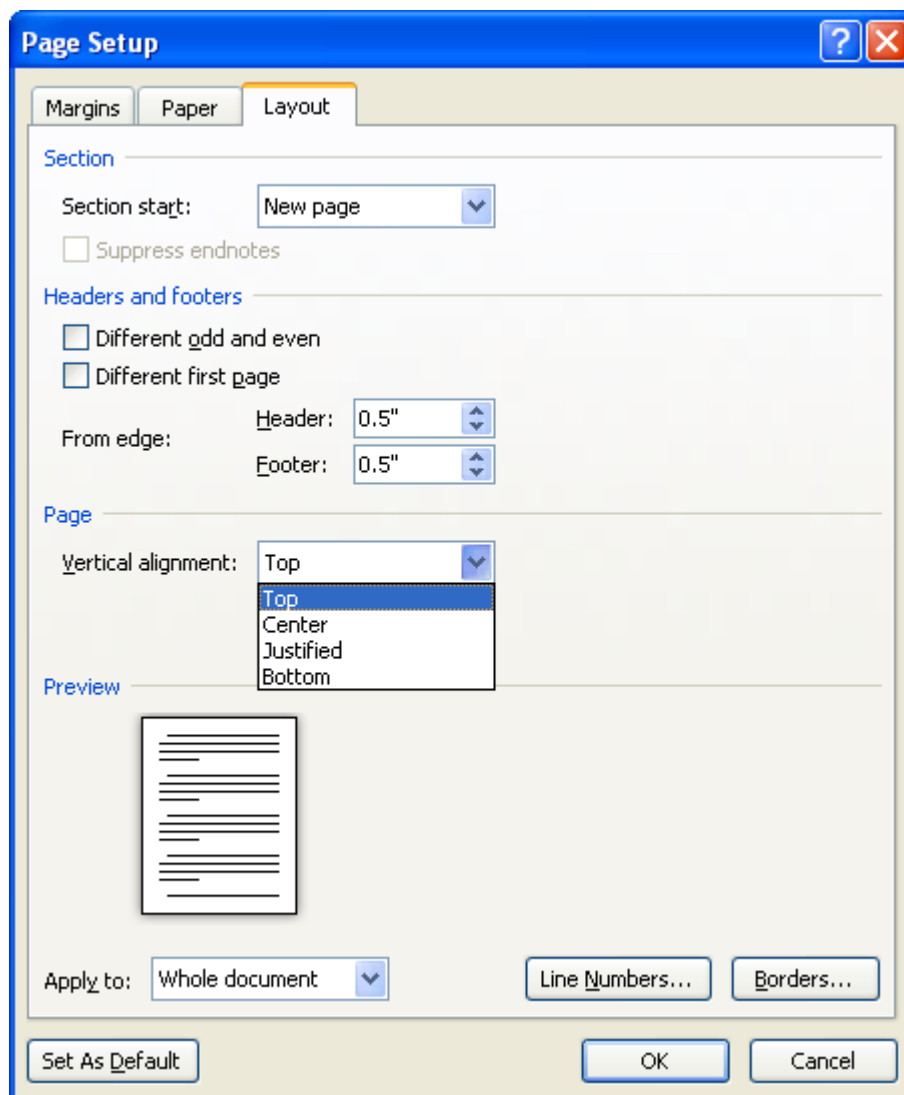 Page Setup
Margins Paper Layout
Section
Section start: New page
Suppress endnotes
Headers and footers
Different odd and even
Different first page
From edge: Header: 0.5"
Footer: 0.5"
Page
Vertical alignment: Top
Top
Center
Justified
Bottom
Preview
Apply to: Whole document Line Numbers... Borders...
Set As Default OK Cancel